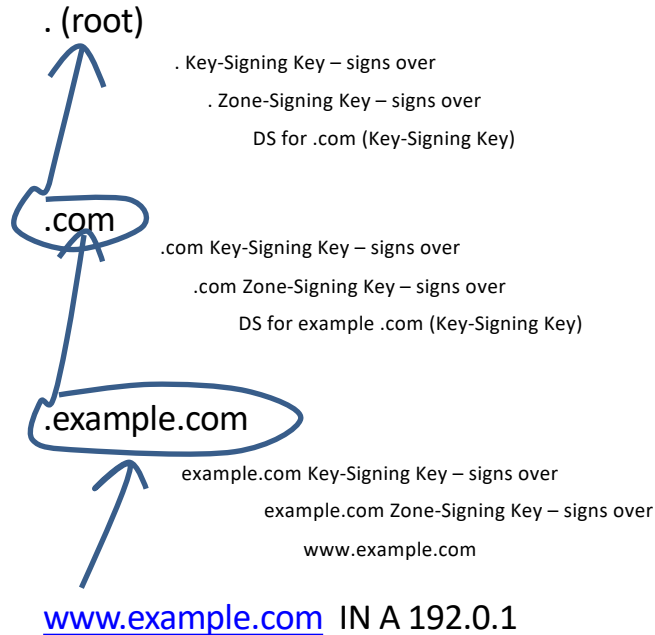 . (root)
. Key-Signing Key – signs over
. Zone-Signing Key – signs over
DS for .com (Key-Signing Key)
.com
.com Key-Signing Key – signs over
.com Zone-Signing Key – signs over
DS for example .com (Key-Signing Key)
.example.com
example.com Key-Signing Key – signs over
example.com Zone-Signing Key – signs over
www.example.com
www.example.com IN A 192.0.1